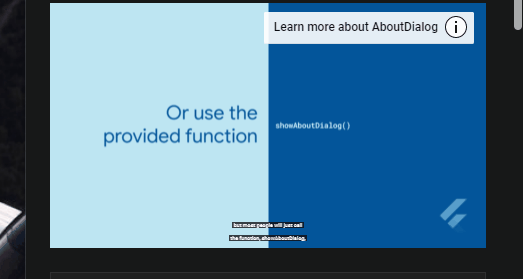 Learn more about AboutDialog
Or use the
provided function
showAboutDialog()
but most people will just call
the function, showAboutDialog,